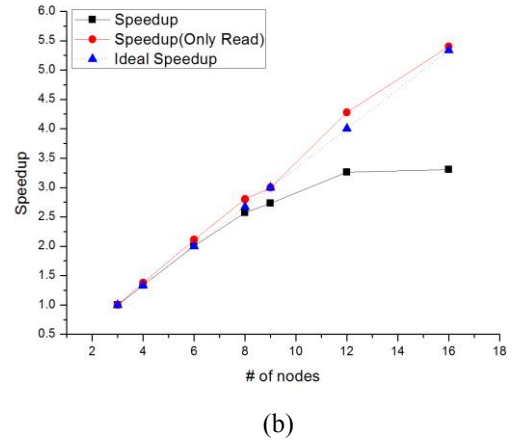 Speedup
Speedup(Only Read)
Ideal Speedup
Speedup
6.0
5.5
5.0
4.5
4.0
3.5
3.0
2.5
2.0
1.5
1.0
0.5
2 4 6 8 10 12 14 16 18
# of nodes
(b)